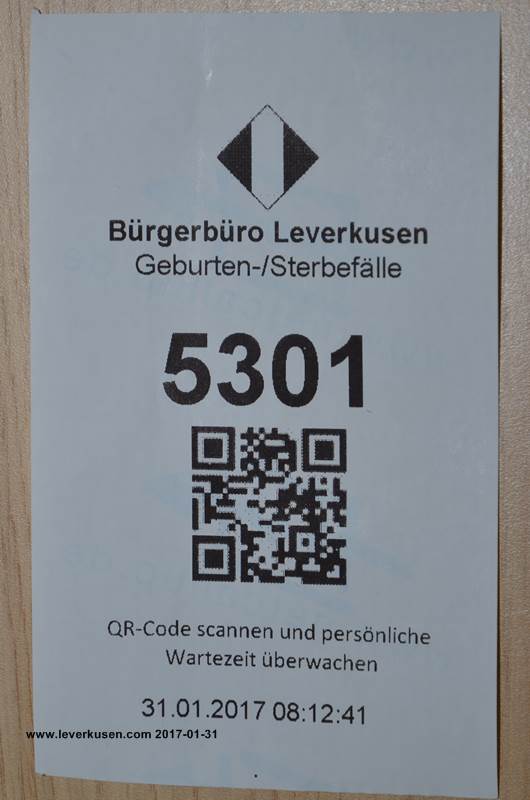 Bürgerbüro Leverkusen
Geburten-/Sterbefälle
5301
QR-Code scannen und persönliche
Wartezeit überwachen
31.01.2017 08:12:41
www.leverkusen.com 2017-01-31